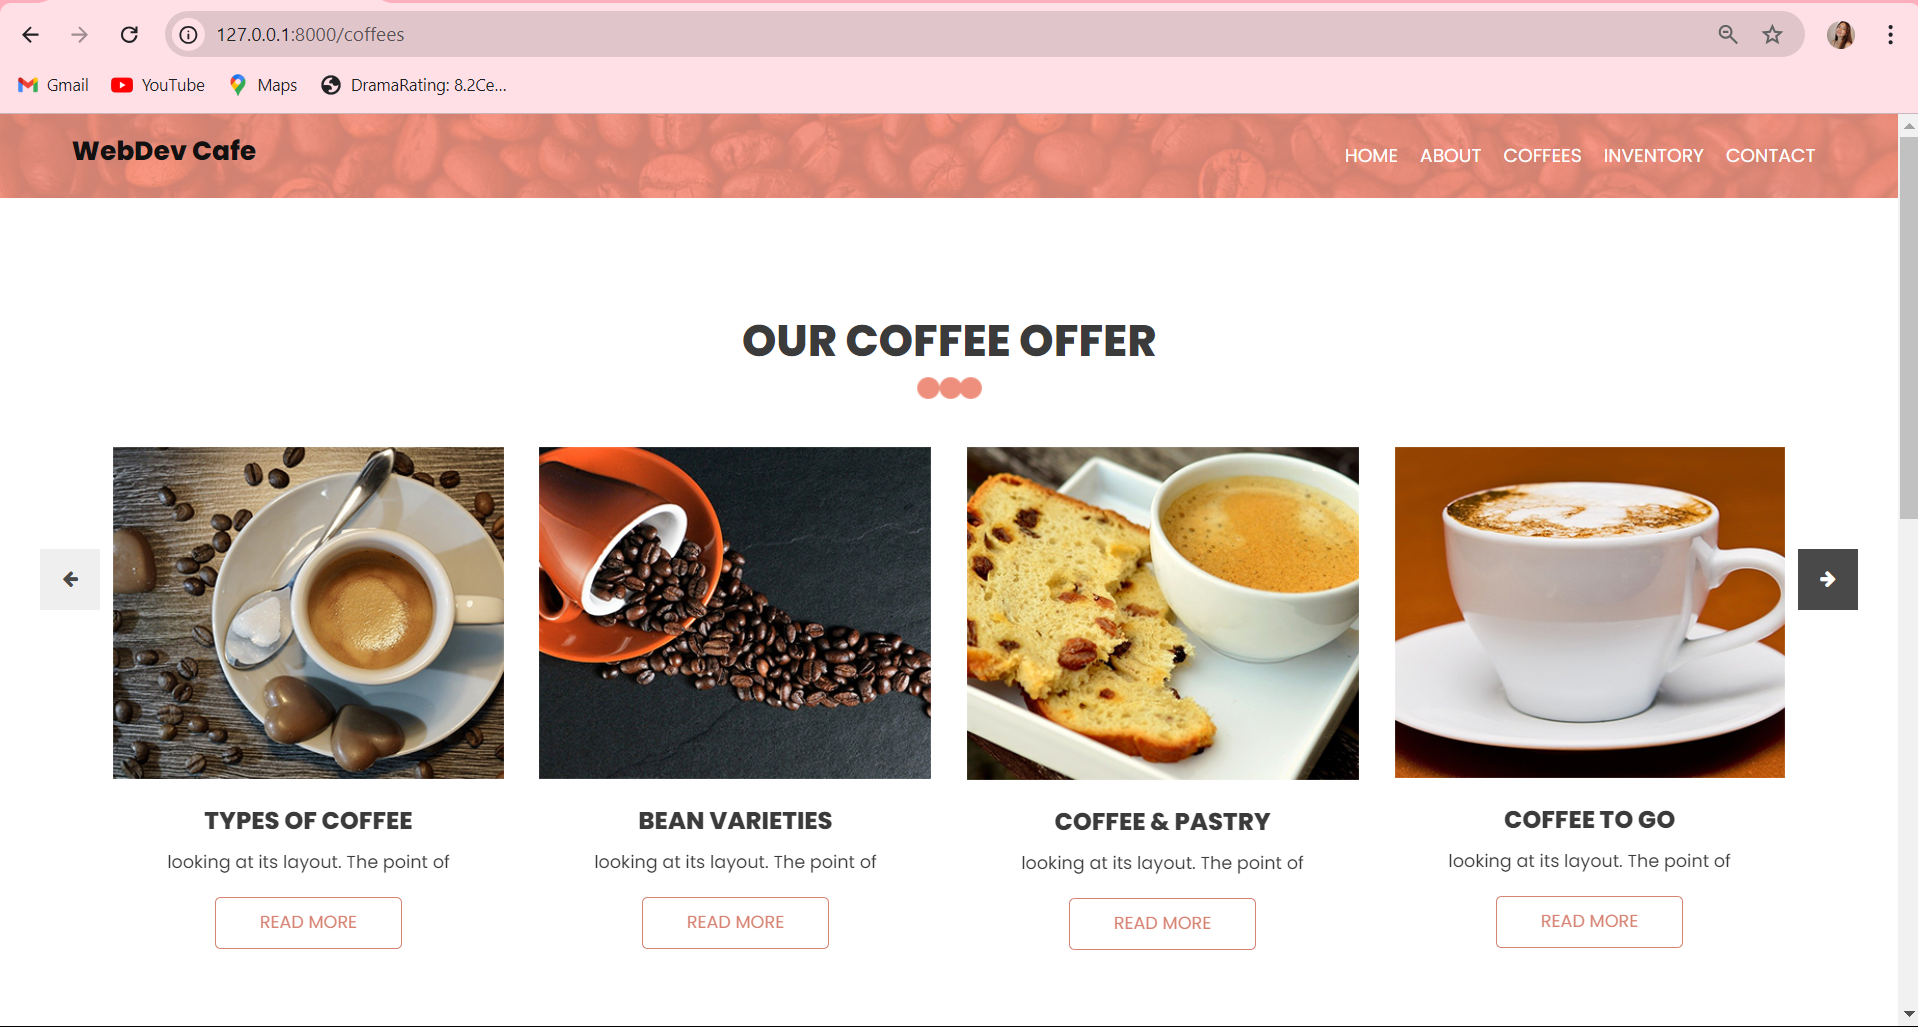 127.0.0.1:8000/coffees
Gmail YouTube Maps DramaRating: 8.2Ce...
WebDev Cafe
HOME ABOUT COFFEES INVENTORY CONTACT
OUR COFFEE OFFER
TYPES OF COFFEE
looking at its layout. The point of
READ MORE
BEAN VARIETIES
looking at its layout. The point of
READ MORE
COFFEE & PASTRY
looking at its layout. The point of
READ MORE
COFFEE TO GO
looking at its layout. The point of
READ MORE